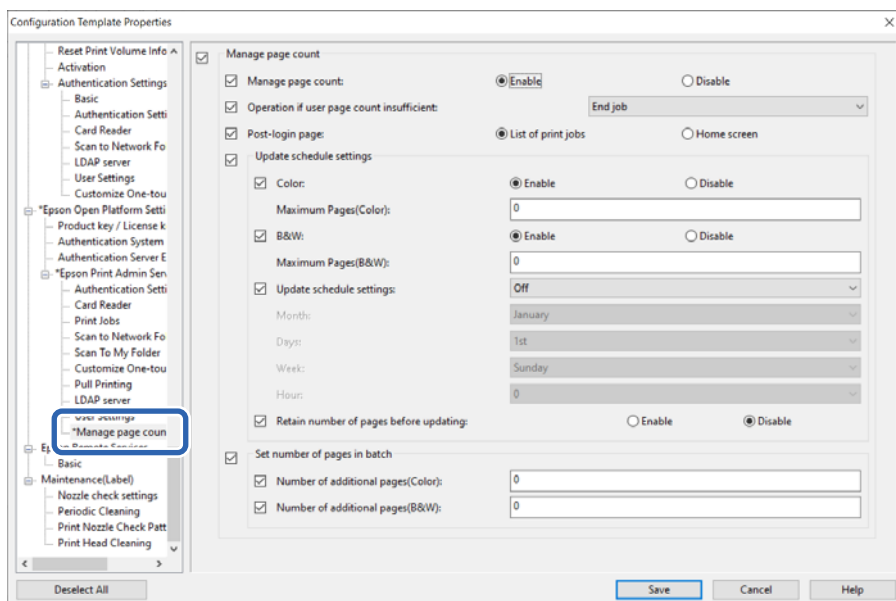 Configuration Template Properties
Reset Print Volume Info
Activation
Authentication Settings
Basic
Authentication Setti
Card Reader
Scan to Network Fo
LDAP server
User Settings
Customize One-tou
*Epson Open Platform Setti
Product key / License k
Authentication System
Authentication Server E
*Epson Print Admin Ser
Authentication Setti
Card Reader
Print Jobs
Scan to Network Fo
Scan To My Folder
Customize One-tou
Pull Printing
LDAP server
User Settings
*Manage page coun
Epson Remote Services
Basic
Maintenance(Label)
Nozzle check settings
Periodic Cleaning
Print Nozzle Check Patt
Print Head Cleaning
Manage page count
Manage page count: Enable Disable
Operation if user page count insufficient: End job
Post-login page: List of print jobs Home screen
Update schedule settings
Color: Enable Disable
Maximum Pages(Color): 0
B&W: Enable Disable
Maximum Pages(B&W): 0
Update schedule settings: Off
Month: January
Days: 1st
Week: Sunday
Hour: 0
Retain number of pages before updating: Enable Disable
Set number of pages in batch
Number of additional pages(Color): 0
Number of additional pages(B&W): 0
Deselect All Save Cancel Help